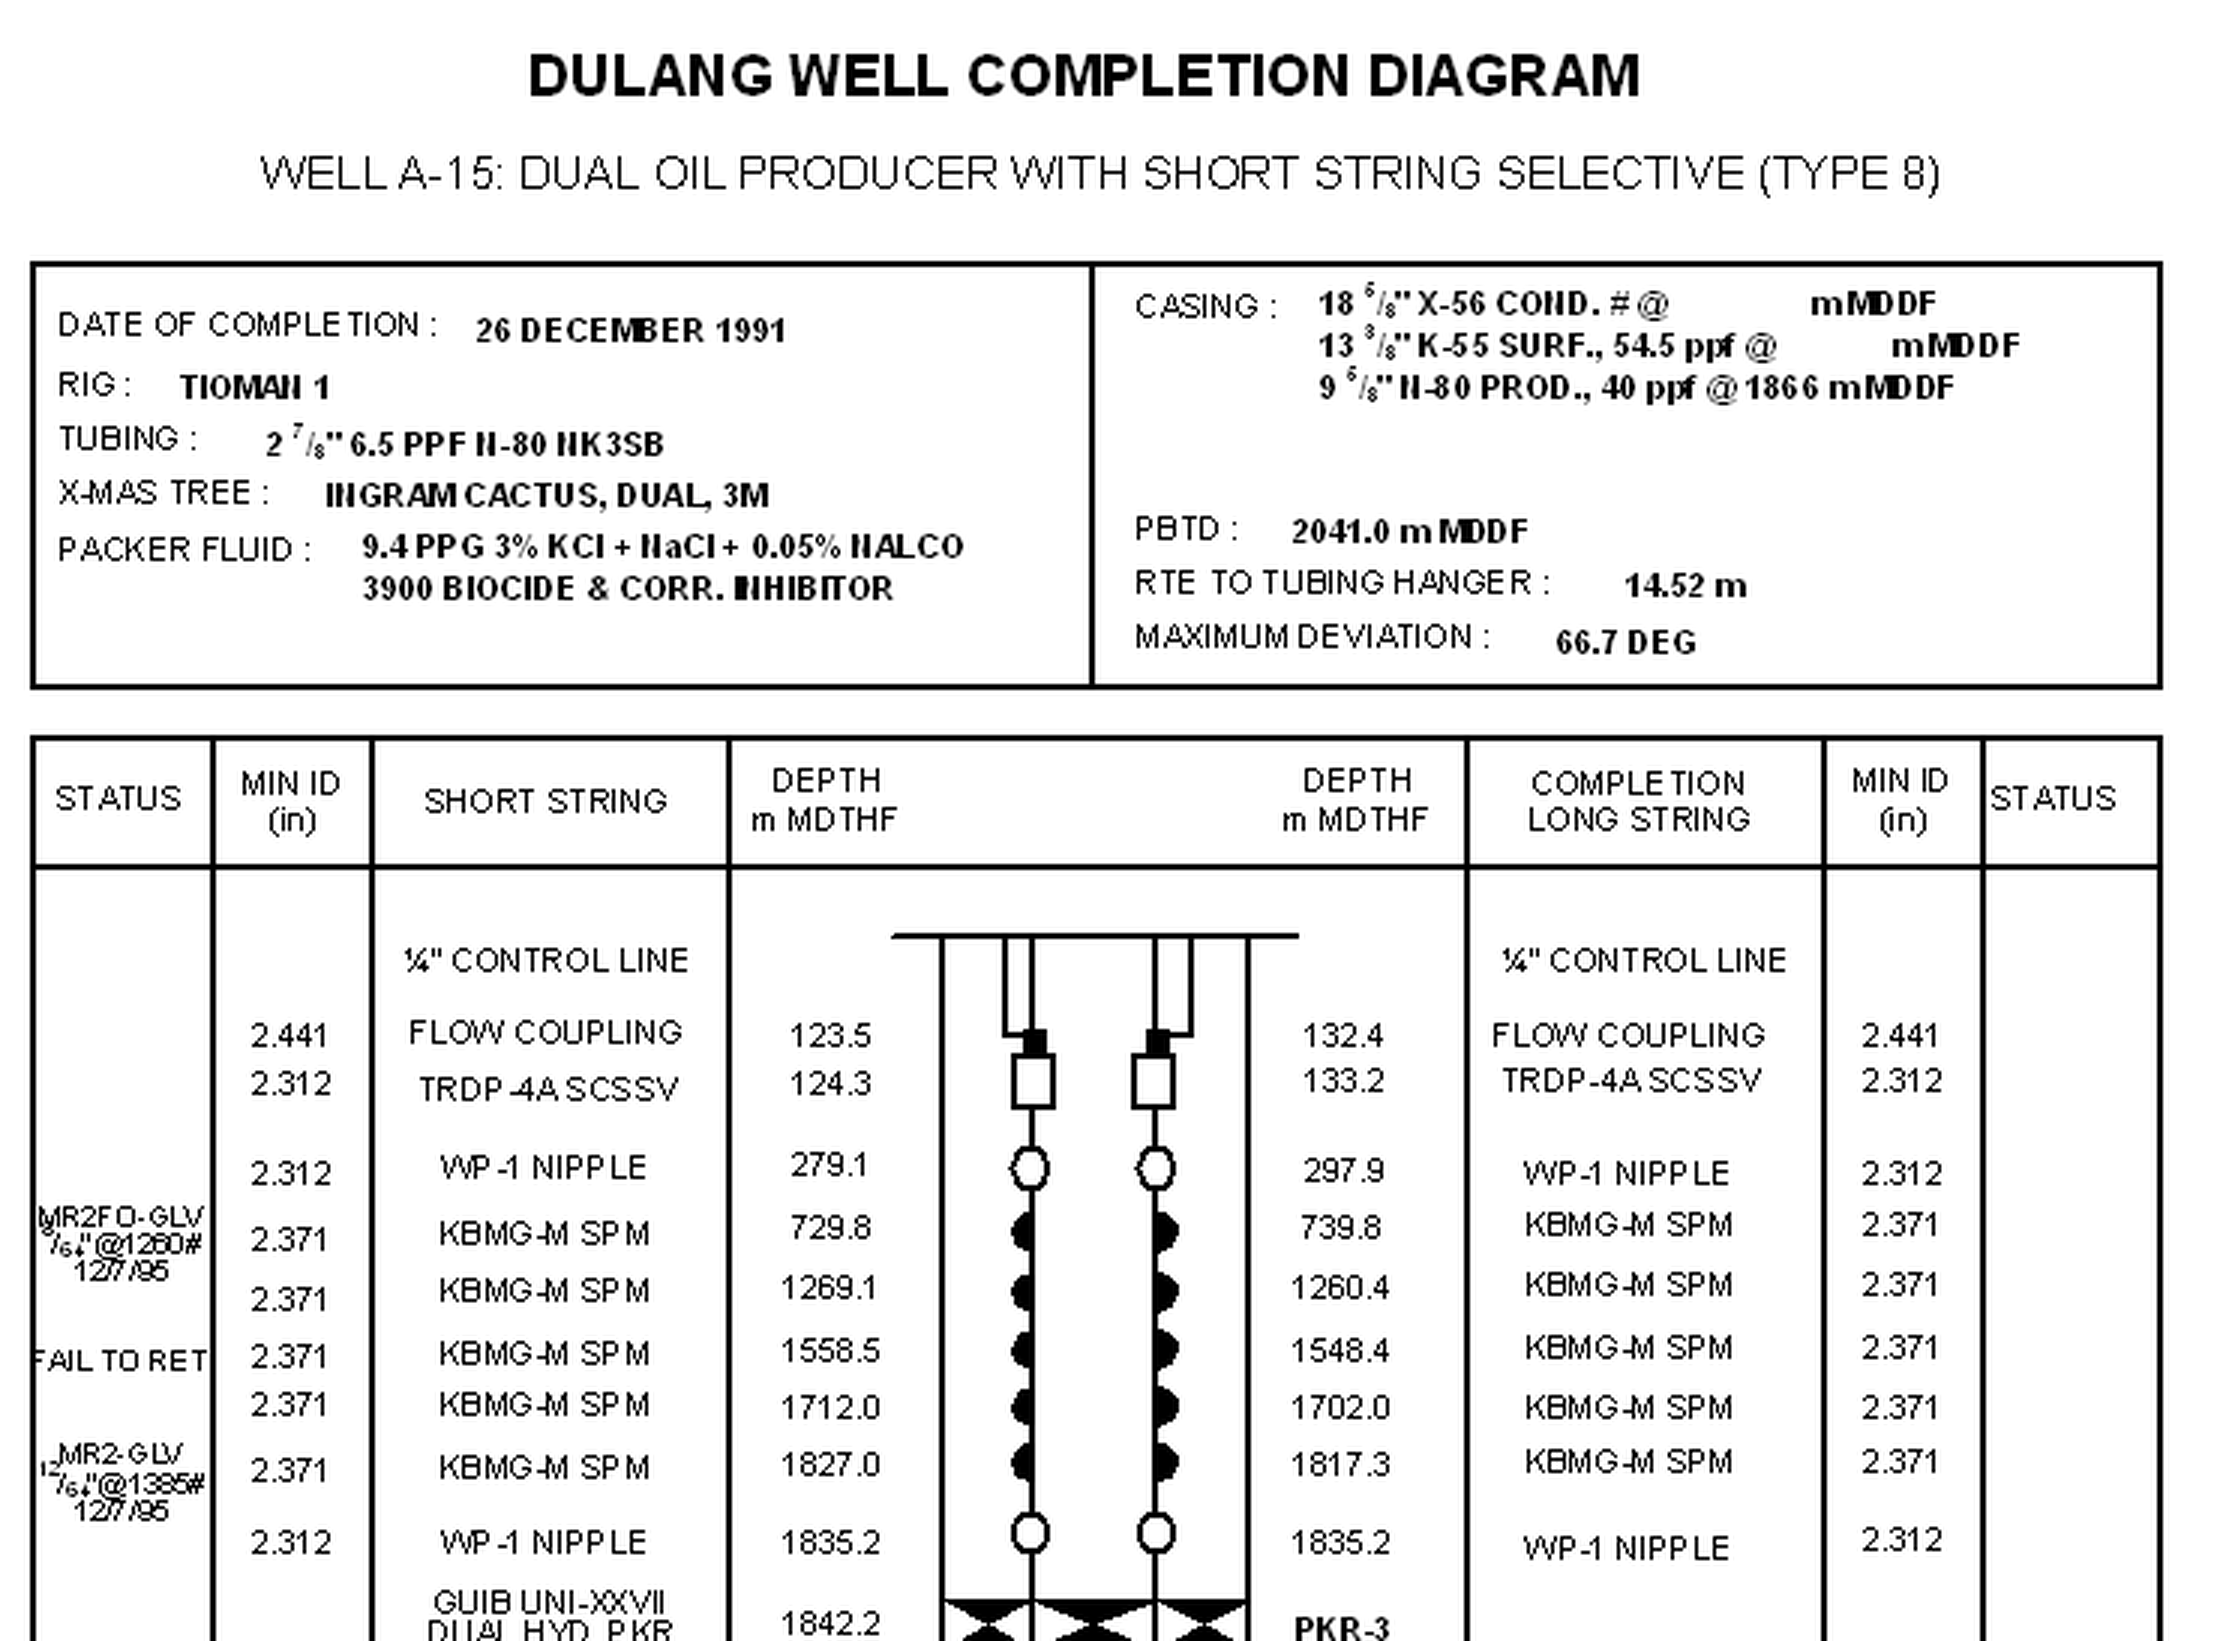 DULANG WELL COMPLETION DIAGRAM
WELL A-15: DUAL OIL PRODUCER WITH SHORT STRING SELECTIVE (TYPE 8)
DATE OF COMPLETION : 26 DECEMBER 1991
RIG : TIOMAN 1
TUBING : 2 7/8" 6.5 PPF N-80 NK3SB
X-MAS TREE : INGRAM CACTUS, DUAL, 3M
PACKER FLUID : 9.4 PPG 3% KCl + NaCl + 0.05% NALCO
3900 BIOCIDE & CORR. INHIBITOR
CASING : 18 5/8" X-56 COND. # @ mMDDF
13 3/8" K-55 SURF., 54.5 ppf @ mMDDF
9 5/8" N-80 PROD., 40 ppf @ 1866 mMDDF
PBTD : 2041.0 m MDDF
RTE TO TUBING HANGER : 14.52 m
MAXIMUM DEVIATION : 66.7 DEG
STATUS MIN ID (in) SHORT STRING DEPTH m MDTHF DEPTH m MDTHF COMPLETION LONG STRING MIN ID (in) STATUS
¼" CONTROL LINE ¼" CONTROL LINE
2.441 FLOW COUPLING 123.5 132.4 FLOW COUPLING 2.441
2.312 TRDP-4A SCSSV 124.3 133.2 TRDP-4A SCSSV 2.312
2.312 WP-1 NIPPLE 279.1 297.9 WP-1 NIPPLE 2.312
MR2FO-GLV
/64"@1260#
12/7/95
2.371 KBMG-M SPM 729.8 739.8 KBMG-M SPM 2.371
2.371 KBMG-M SPM 1269.1 1260.4 KBMG-M SPM 2.371
FAIL TO RET 2.371 KBMG-M SPM 1558.5 1548.4 KBMG-M SPM 2.371
2.371 KBMG-M SPM 1712.0 1702.0 KBMG-M SPM 2.371
MR2-GLV
12/64"@1385#
12/7/95
2.371 KBMG-M SPM 1827.0 1817.3 KBMG-M SPM 2.371
2.312 WP-1 NIPPLE 1835.2 1835.2 WP-1 NIPPLE 2.312
GUIB UNI-XXVII
DUAL HYD. PKR 1842.2 PKR-3